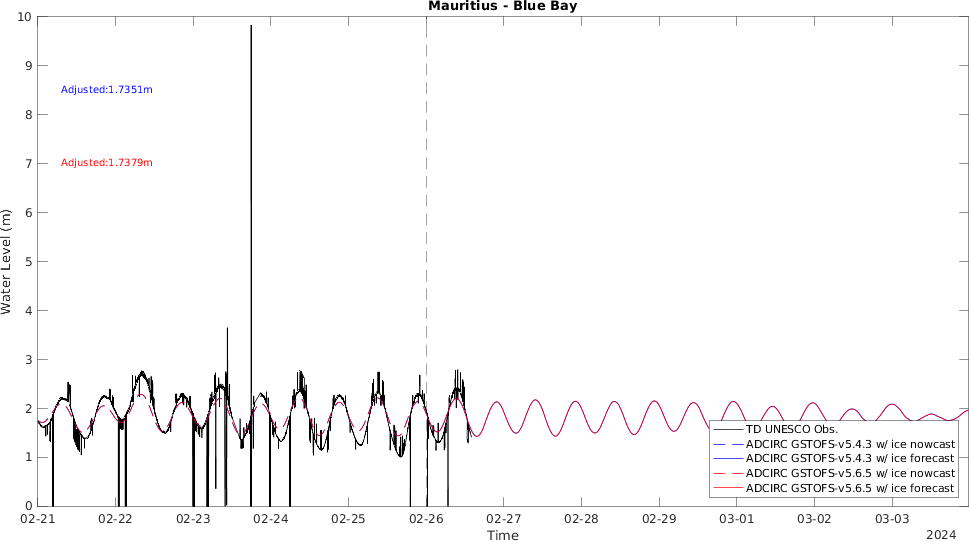 Mauritius - Blue Bay
10
9
8
7
6
5
4
3
2
1
0
Water Level (m)
Adjusted:1.7351m
Adjusted:1.7379m
TD UNESCO Obs.
ADCIRC GSTOFS-v5.4.3 w/ ice nowcast
ADCIRC GSTOFS-v5.4.3 w/ ice forecast
ADCIRC GSTOFS-v5.6.5 w/ ice nowcast
ADCIRC GSTOFS-v5.6.5 w/ ice forecast
02-21 02-22 02-23 02-24 02-25 02-26 02-27 02-28 02-29 03-01 03-02 03-03
Time
2024